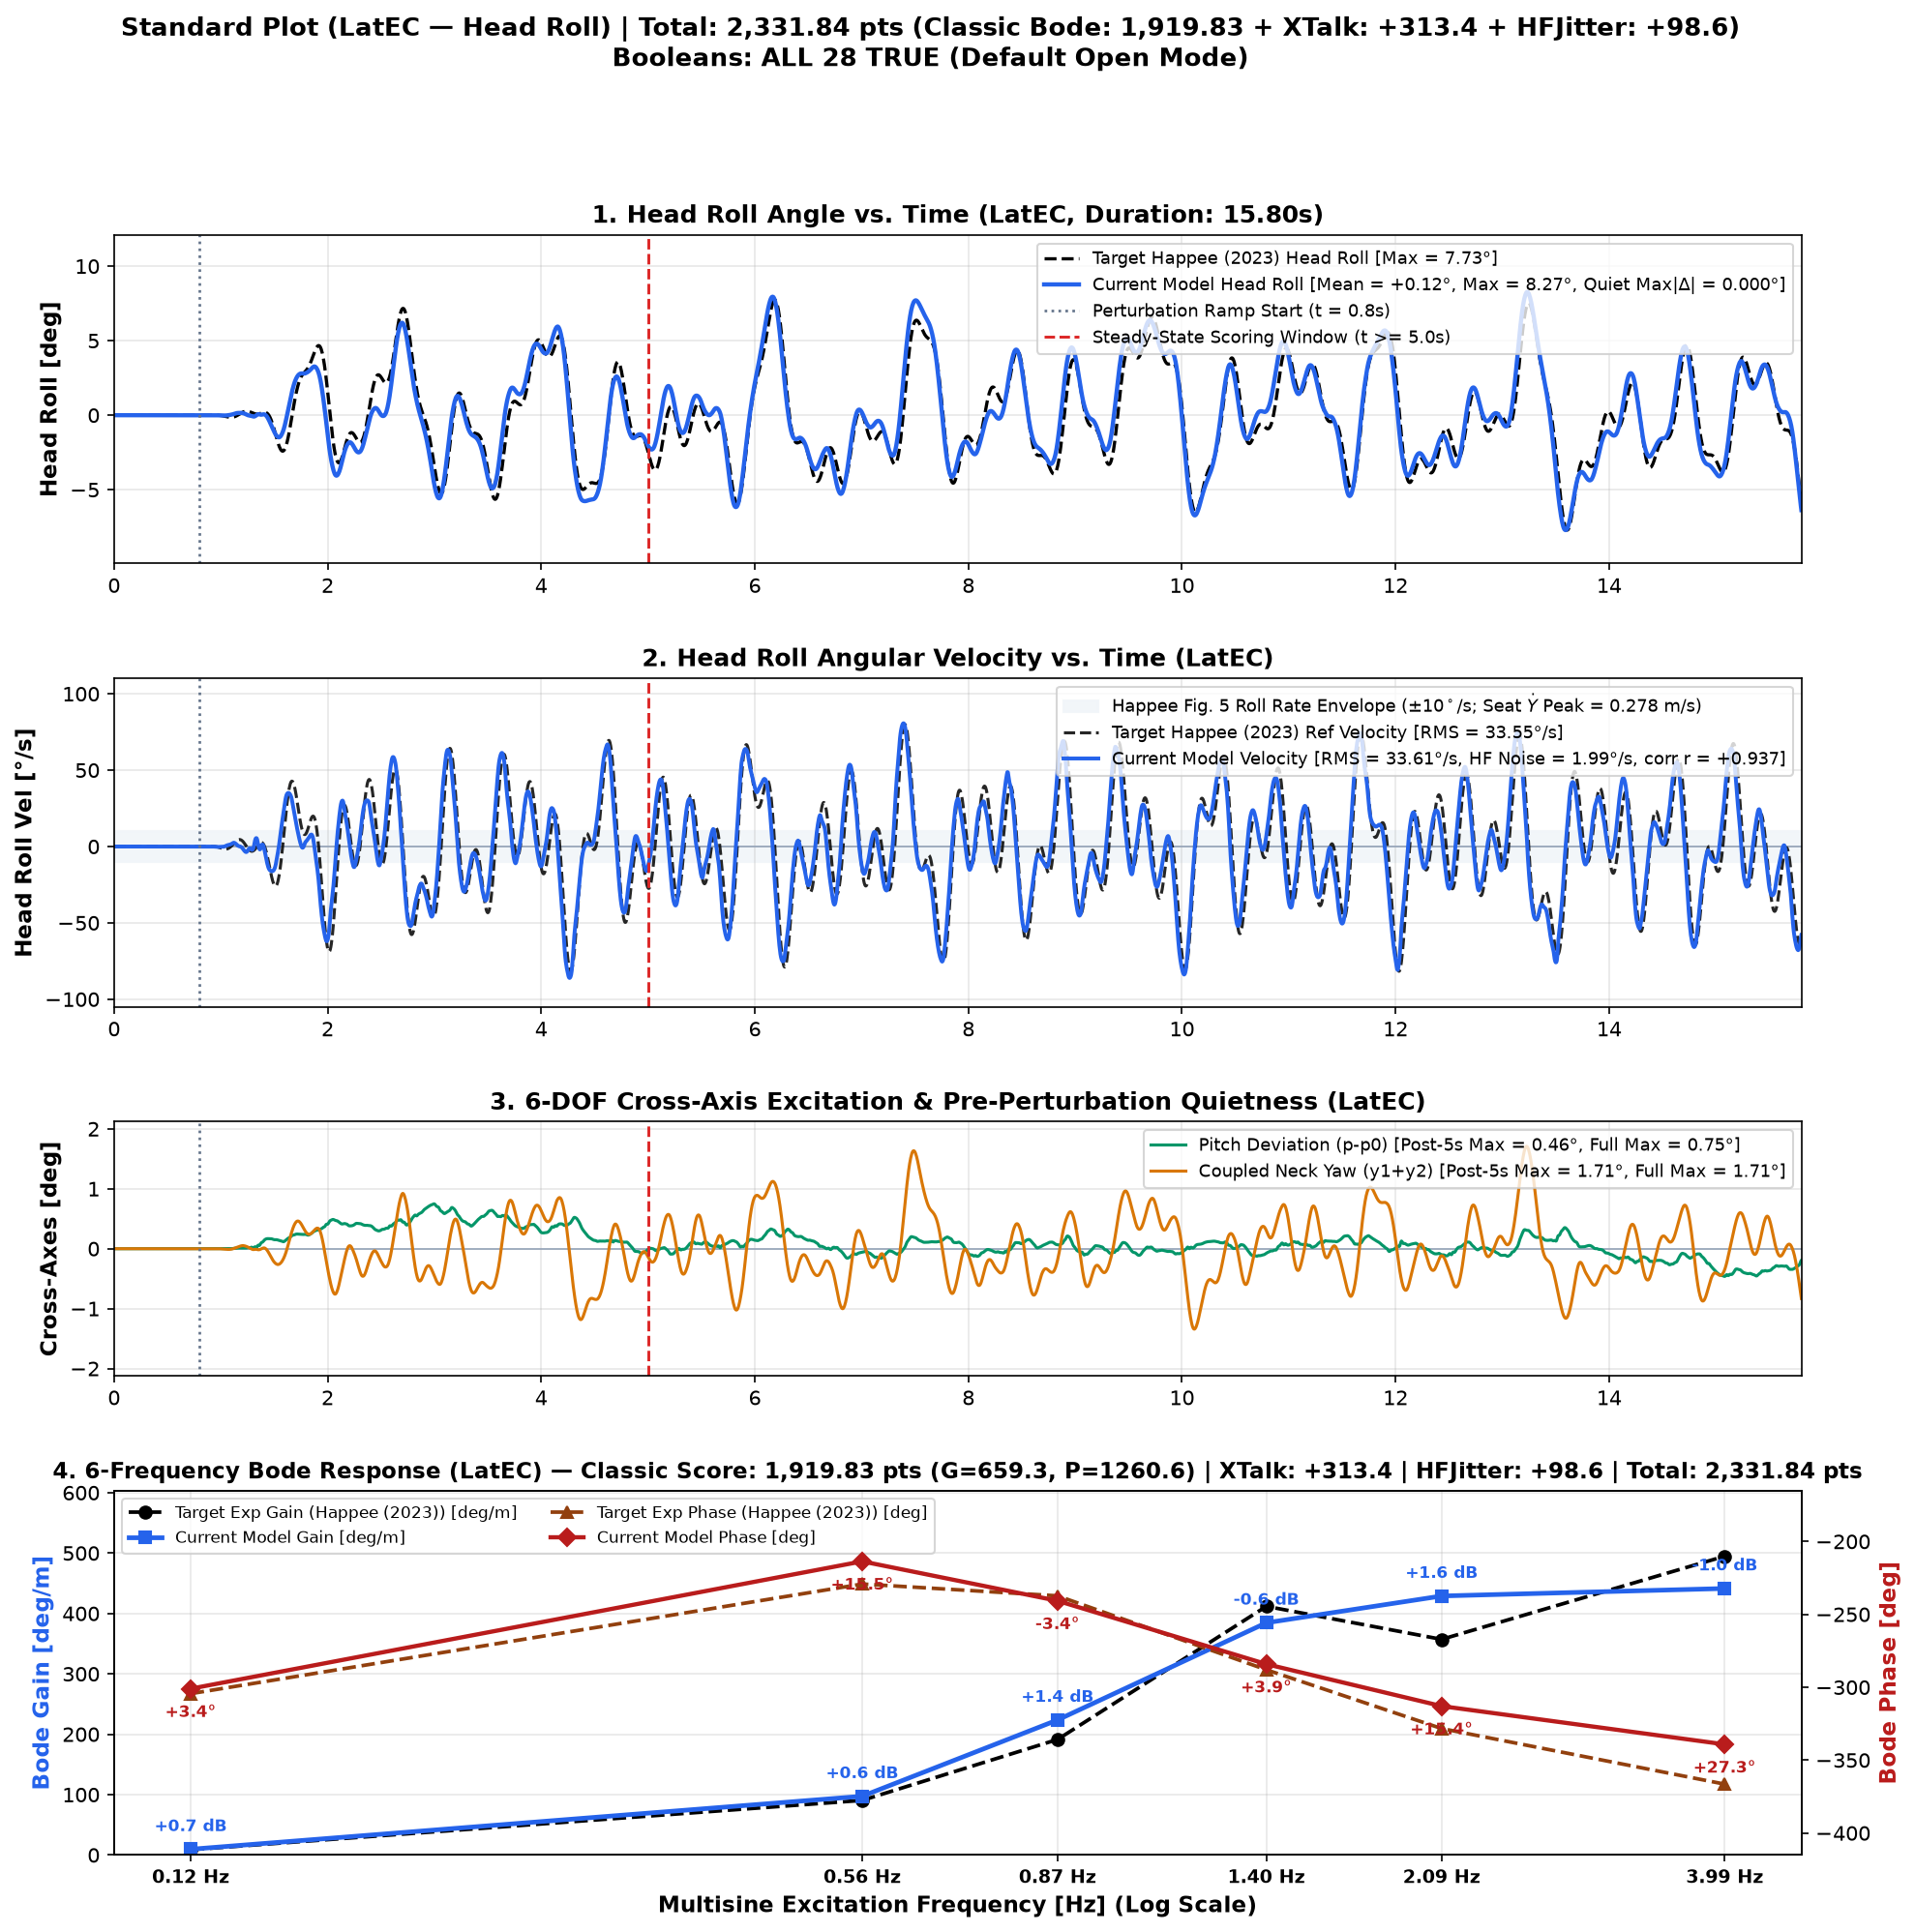 Standard Plot (LatEC — Head Roll) | Total: 2,331.84 pts (Classic Bode: 1,919.83 + XTalk: +313.4 + HFJitter: +98.6)
Booleans: ALL 28 TRUE (Default Open Mode)
1. Head Roll Angle vs. Time (LatEC, Duration: 15.80s)
Head Roll [deg]
10
5
0
−5
Target Happee (2023) Head Roll [Max = 7.73°]
Current Model Head Roll [Mean = +0.12°, Max = 8.27°, Quiet Max|Δ| = 0.000°]
Perturbation Ramp Start (t = 0.8s)
Steady-State Scoring Window (t >= 5.0s)
0 2 4 6 8 10 12 14
2. Head Roll Angular Velocity vs. Time (LatEC)
Head Roll Vel [°/s]
100
50
0
−50
−100
Happee Fig. 5 Roll Rate Envelope (±10°/s; Seat Ẏ Peak = 0.278 m/s)
Target Happee (2023) Ref Velocity [RMS = 33.55°/s]
Current Model Velocity [RMS = 33.61°/s, HF Noise = 1.99°/s, corr r = +0.937]
0 2 4 6 8 10 12 14
3. 6-DOF Cross-Axis Excitation & Pre-Perturbation Quietness (LatEC)
Cross-Axes [deg]
2
1
0
−1
−2
Pitch Deviation (p-p0) [Post-5s Max = 0.46°, Full Max = 0.75°]
Coupled Neck Yaw (y1+y2) [Post-5s Max = 1.71°, Full Max = 1.71°]
0 2 4 6 8 10 12 14
4. 6-Frequency Bode Response (LatEC) — Classic Score: 1,919.83 pts (G=659.3, P=1260.6) | XTalk: +313.4 | HFJitter: +98.6 | Total: 2,331.84 pts
Bode Gain [deg/m]
600
500
400
300
200
100
0
Target Exp Gain (Happee (2023)) [deg/m]
Current Model Gain [deg/m]
Target Exp Phase (Happee (2023)) [deg]
Current Model Phase [deg]
+0.7 dB
+0.6 dB
+1.4 dB
-0.6 dB
+1.6 dB
+3.4°
-3.4°
+3.9°
+27.3°
−200
−250
−300
−350
−400
Bode Phase [deg]
0.12 Hz 0.56 Hz 0.87 Hz 1.40 Hz 2.09 Hz 3.99 Hz
Multisine Excitation Frequency [Hz] (Log Scale)